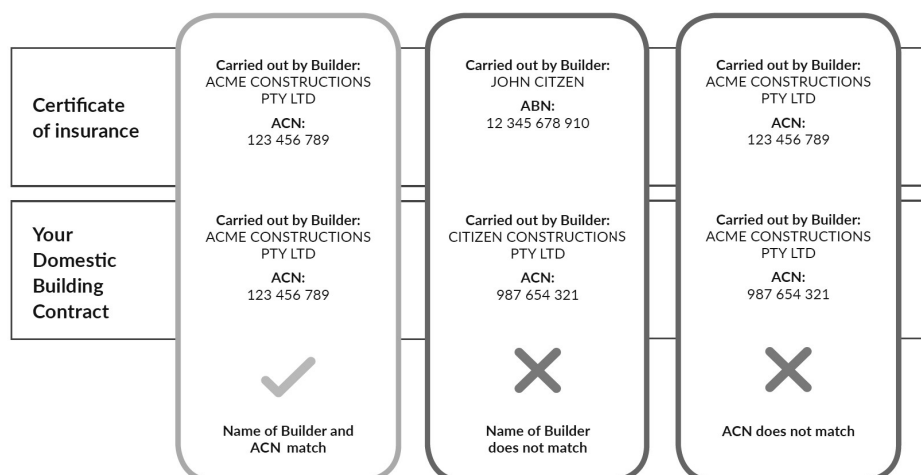 Certificate
of insurance
Carried out by Builder:
ACME CONSTRUCTIONS
PTY LTD
ACN:
123 456 789
Carried out by Builder:
JOHN CITZEN
ABN:
12 345 678 910
Carried out by Builder:
ACME CONSTRUCTIONS
PTY LTD
ACN:
123 456 789
Your
Domestic
Building
Contract
Carried out by Builder:
ACME CONSTRUCTIONS
PTY LTD
ACN:
123 456 789
Carried out by Builder:
CITIZEN CONSTRUCTIONS
PTY LTD
ACN:
987 654 321
Carried out by Builder:
ACME CONSTRUCTIONS
PTY LTD
ACN:
987 654 321
Name of Builder and
ACN match
Name of Builder
does not match
ACN does not match